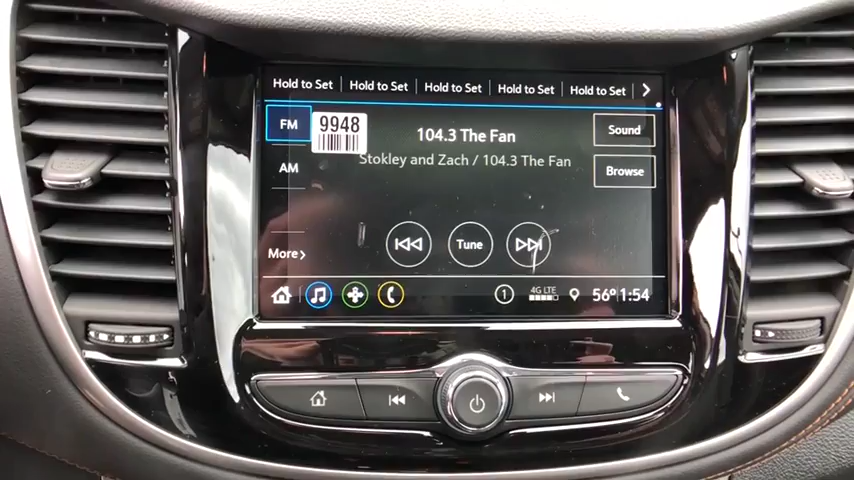 Hold to Set Hold to Set Hold to Set Hold to Set Hold to Set
FM
9948
104.3 The Fan
Sound
Stokley and Zach / 104.3 The Fan
AM
Browse
Tune
More
1
4G LTE
56° 1:54